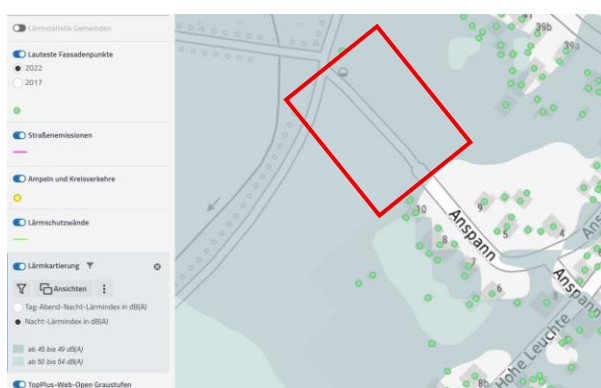 Lärmstatistik Gemeinden
Lauteste Fassadenpunkte
2022
2017
Straßenemissionen
Ampeln und Kreisverkehre
Lärmschutzwände
Lärmkartierung
Ansichten
Tag-Abend-Nacht-Lärmindex in dB(A)
Nacht-Lärmindex in dB(A)
ab 45 bis 49 dB(A)
ab 50 bis 54 dB(A)
TopPlus-Web-Open Graustufen
39b
39a
10
9
Anspann
8
5
4
Ans
7
6
Anspann
8
Hohe Leuchte
8b